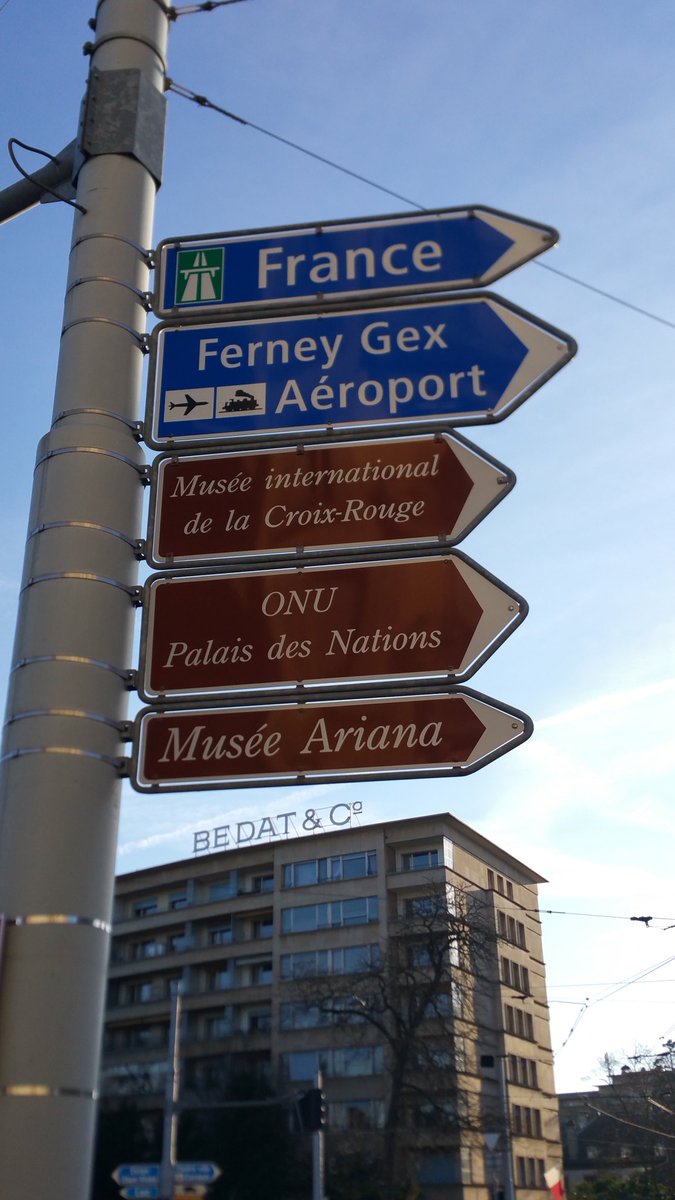 France
Ferney Gex
Aéroport
Musée international
de la Croix-Rouge
ONU
Palais des Nations
Musée Ariana
BEDAT & Cº